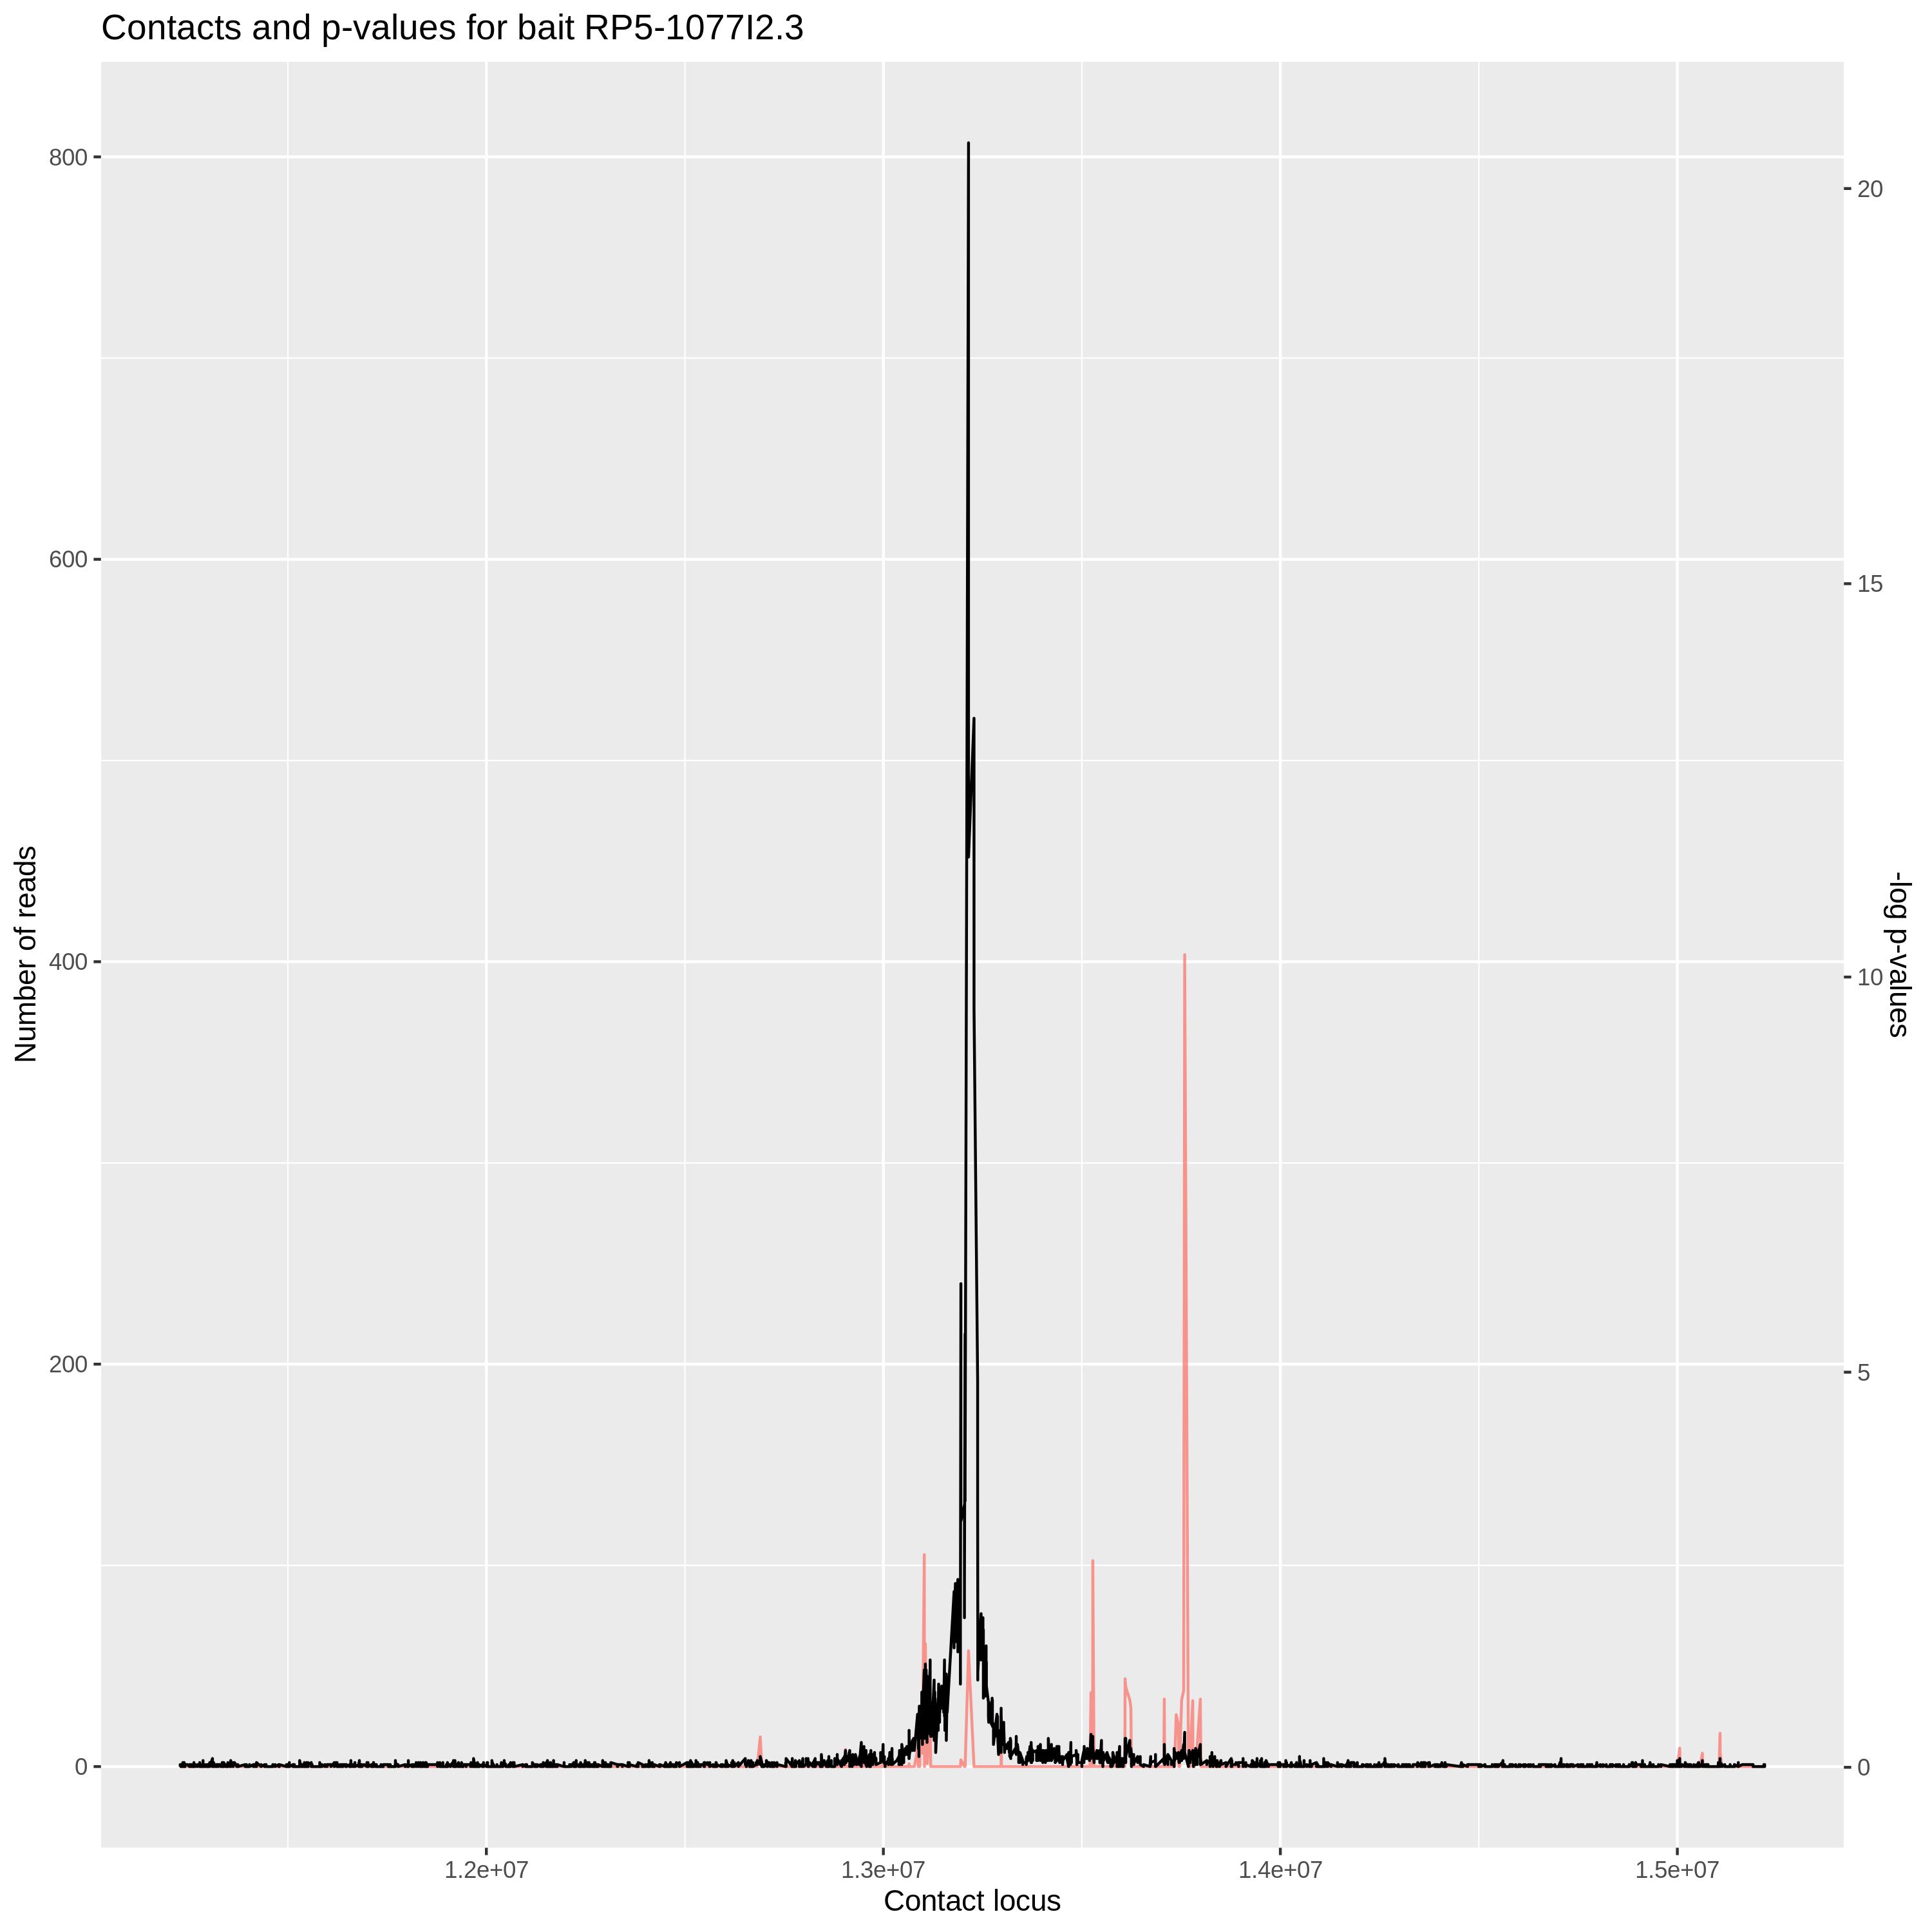 Contacts and p-values for bait RP5-1077I2.3
800
600
400
200
0
Number of reads
20
15
10
5
0
-log p-values
1.2e+07
1.3e+07
1.4e+07
1.5e+07
Contact locus